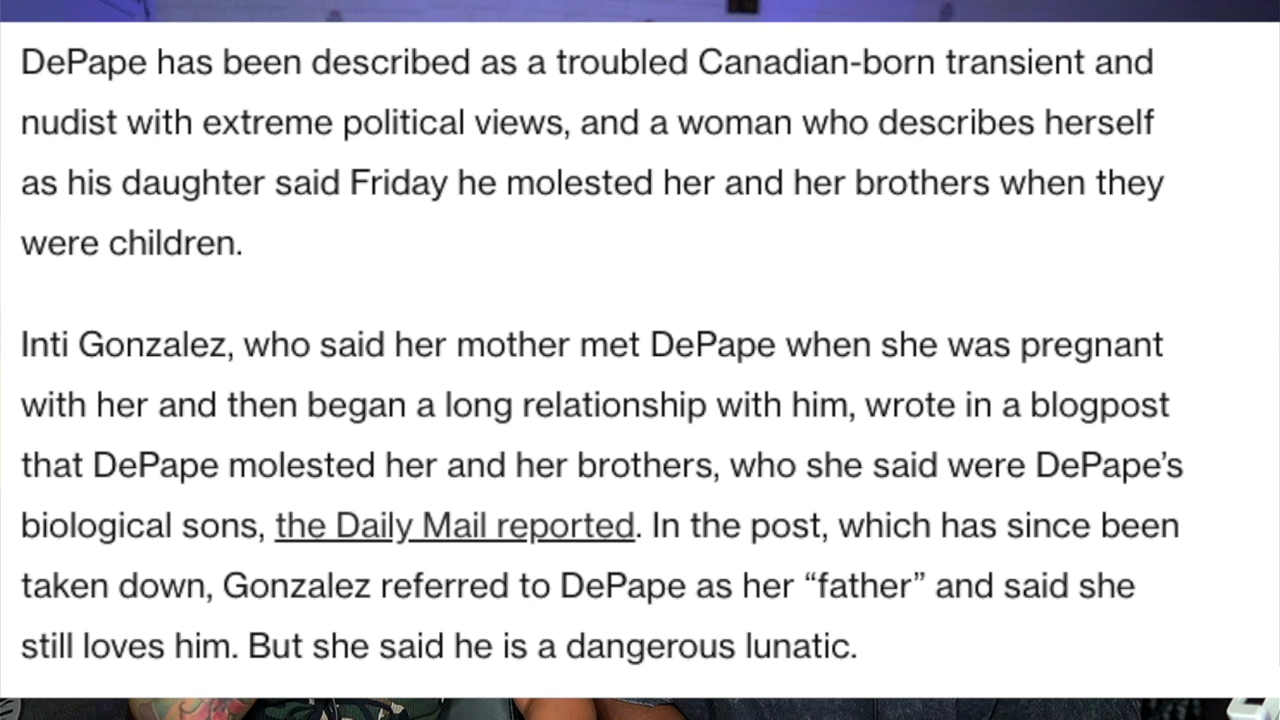 DePape has been described as a troubled Canadian-born transient and
nudist with extreme political views, and a woman who describes herself
as his daughter said Friday he molested her and her brothers when they
were children.
Inti Gonzalez, who said her mother met DePape when she was pregnant
with her and then began a long relationship with him, wrote in a blogpost
that DePape molested her and her brothers, who she said were DePape’s
biological sons, the Daily Mail reported. In the post, which has since been
taken down, Gonzalez referred to DePape as her “father” and said she
still loves him. But she said he is a dangerous lunatic.